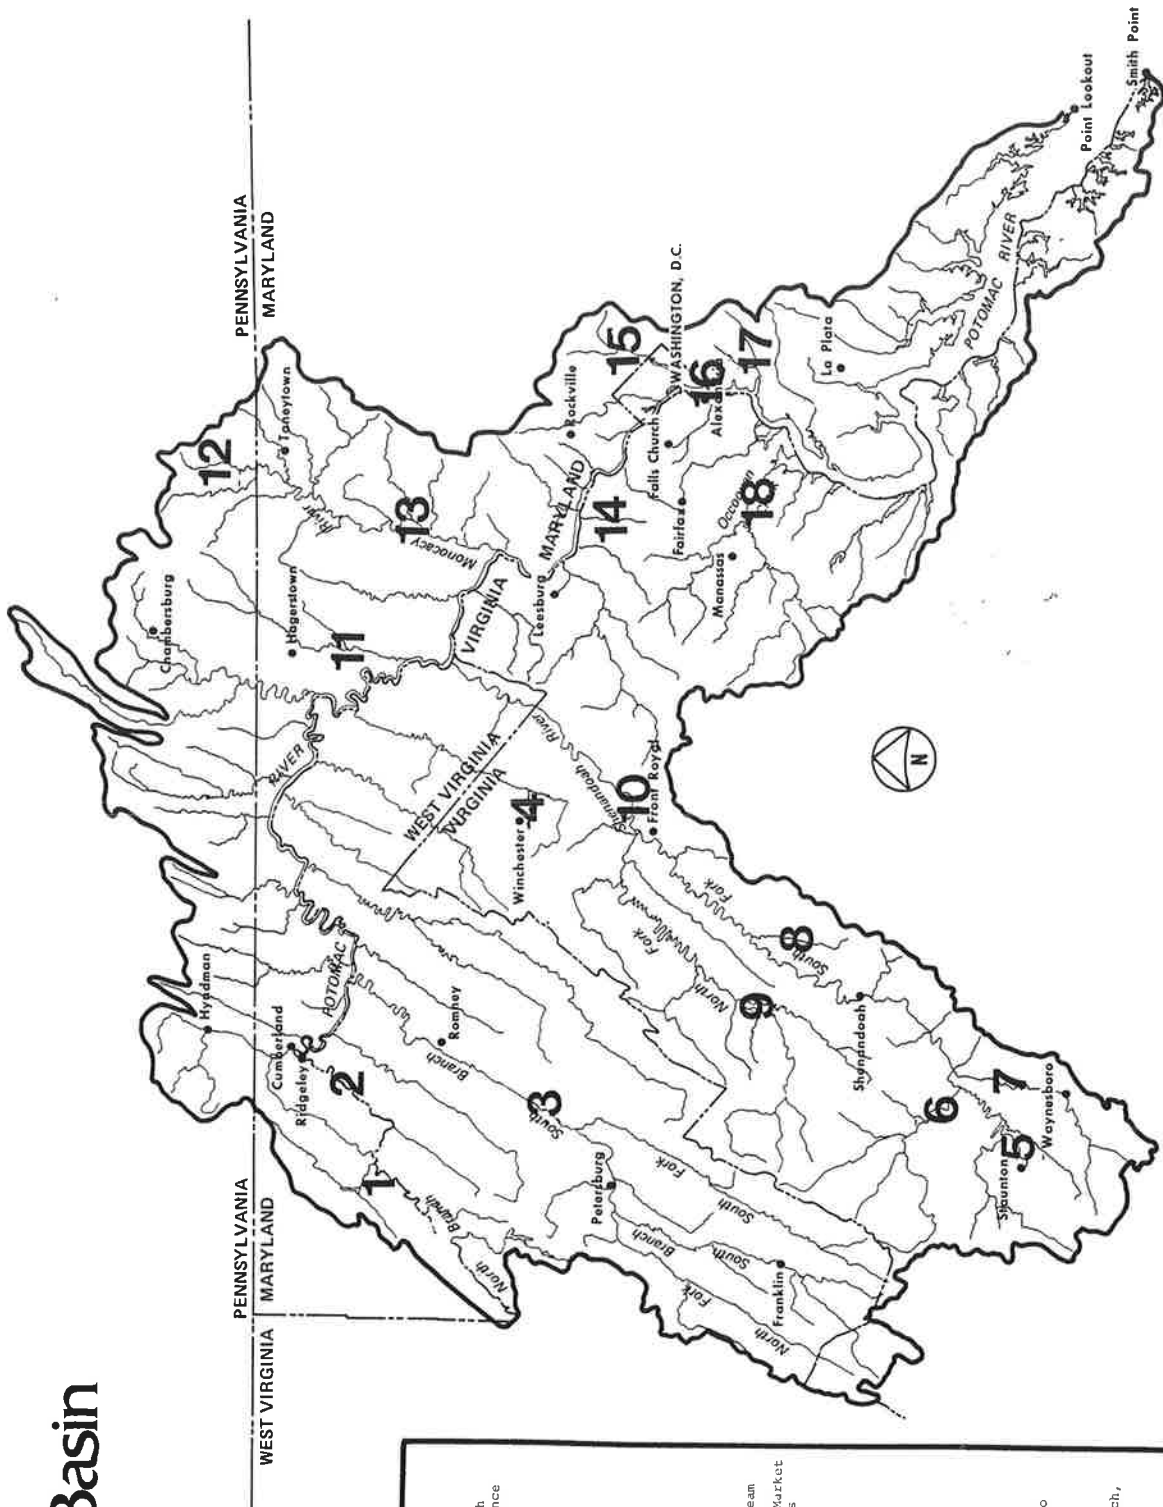 Basin
WEST VIRGINIA
PENNSYLVANIA
MARYLAND
PENNSYLVANIA
MARYLAND
Hyndman
Cumberland
Ridgeley
Chambersburg
Hagerstown
Taneytown
12
13
11
2
1
3
4
POTOMAC
RIVER
River
Monocacy
North
Branch
South
Branch
Romney
Petersburg
WEST VIRGINIA
VIRGINIA
Winchester
VIRGINIA
MARYLAND
Leesburg
Rockville
14
15
WASHINGTON, D.C.
Falls Church
16
17
Fairfax
Manassas
Occoquan
18
La Plata
POTOMAC
RIVER
Point Lookout
Smith Point
Shenandoah
River
10
Front Royal
North
Fork
South
Fork
8
9
Shenandoah
6
7
5
Staunton
Waynesboro
South
Fork
South
Branch
North
Fork
Franklin
N
h
nce
eam
Market
s
o
ch,